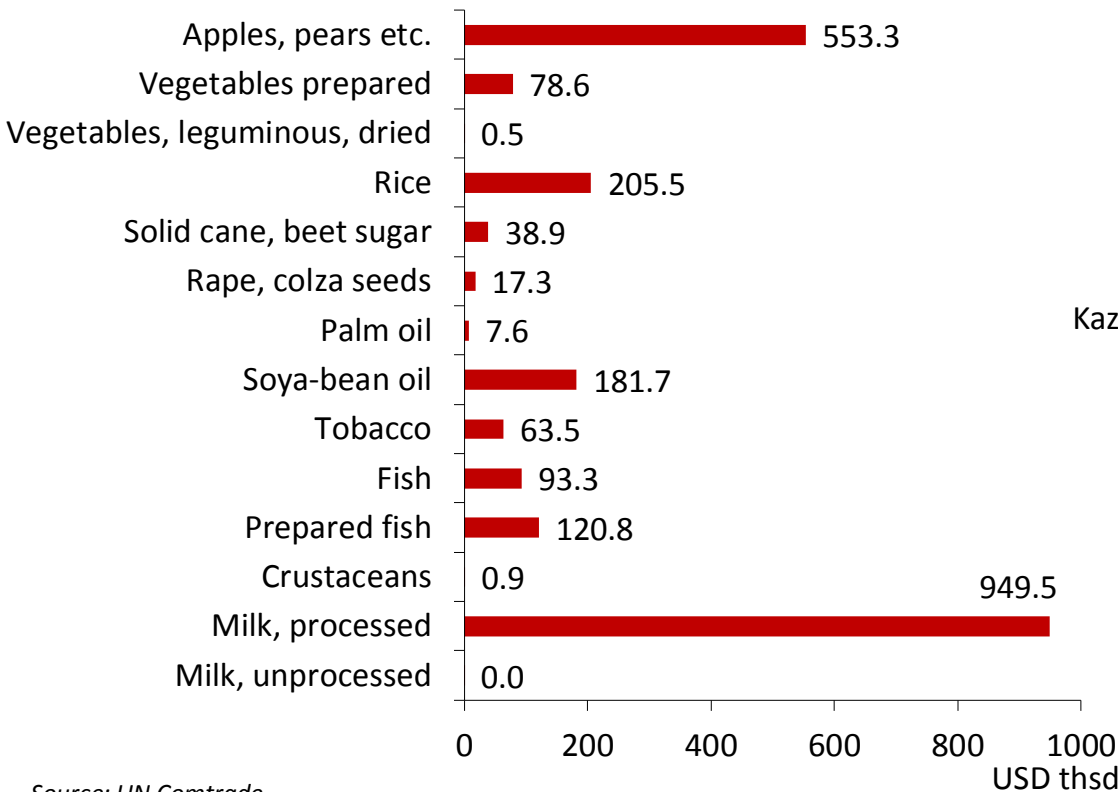 Apples, pears etc. 553.3
Vegetables prepared 78.6
Vegetables, leguminous, dried 0.5
Rice 205.5
Solid cane, beet sugar 38.9
Rape, colza seeds 17.3
Palm oil 7.6
Kaz
Soya-bean oil 181.7
Tobacco 63.5
Fish 93.3
Prepared fish 120.8
Crustaceans 0.9
949.5
Milk, processed
Milk, unprocessed 0.0
0 200 400 600 800 1000
USD thsd
Source: UN Comtrade